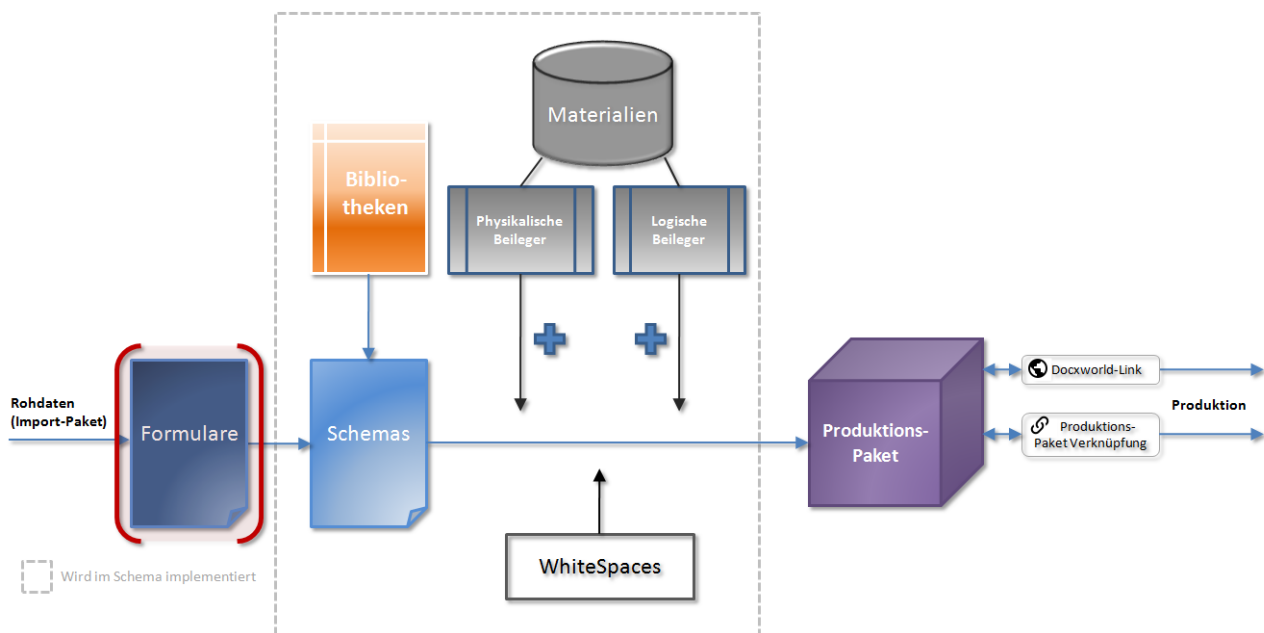 Materialien
Biblio-
theken
Physikalische
Beileger
Logische
Beileger
Rohdaten
(Import-Paket)
Formulare
Schemas
Produktions-
Paket
Docxworld-Link
Produktion
Produktions-
Paket Verknüpfung
WhiteSpaces
Wird im Schema implementiert